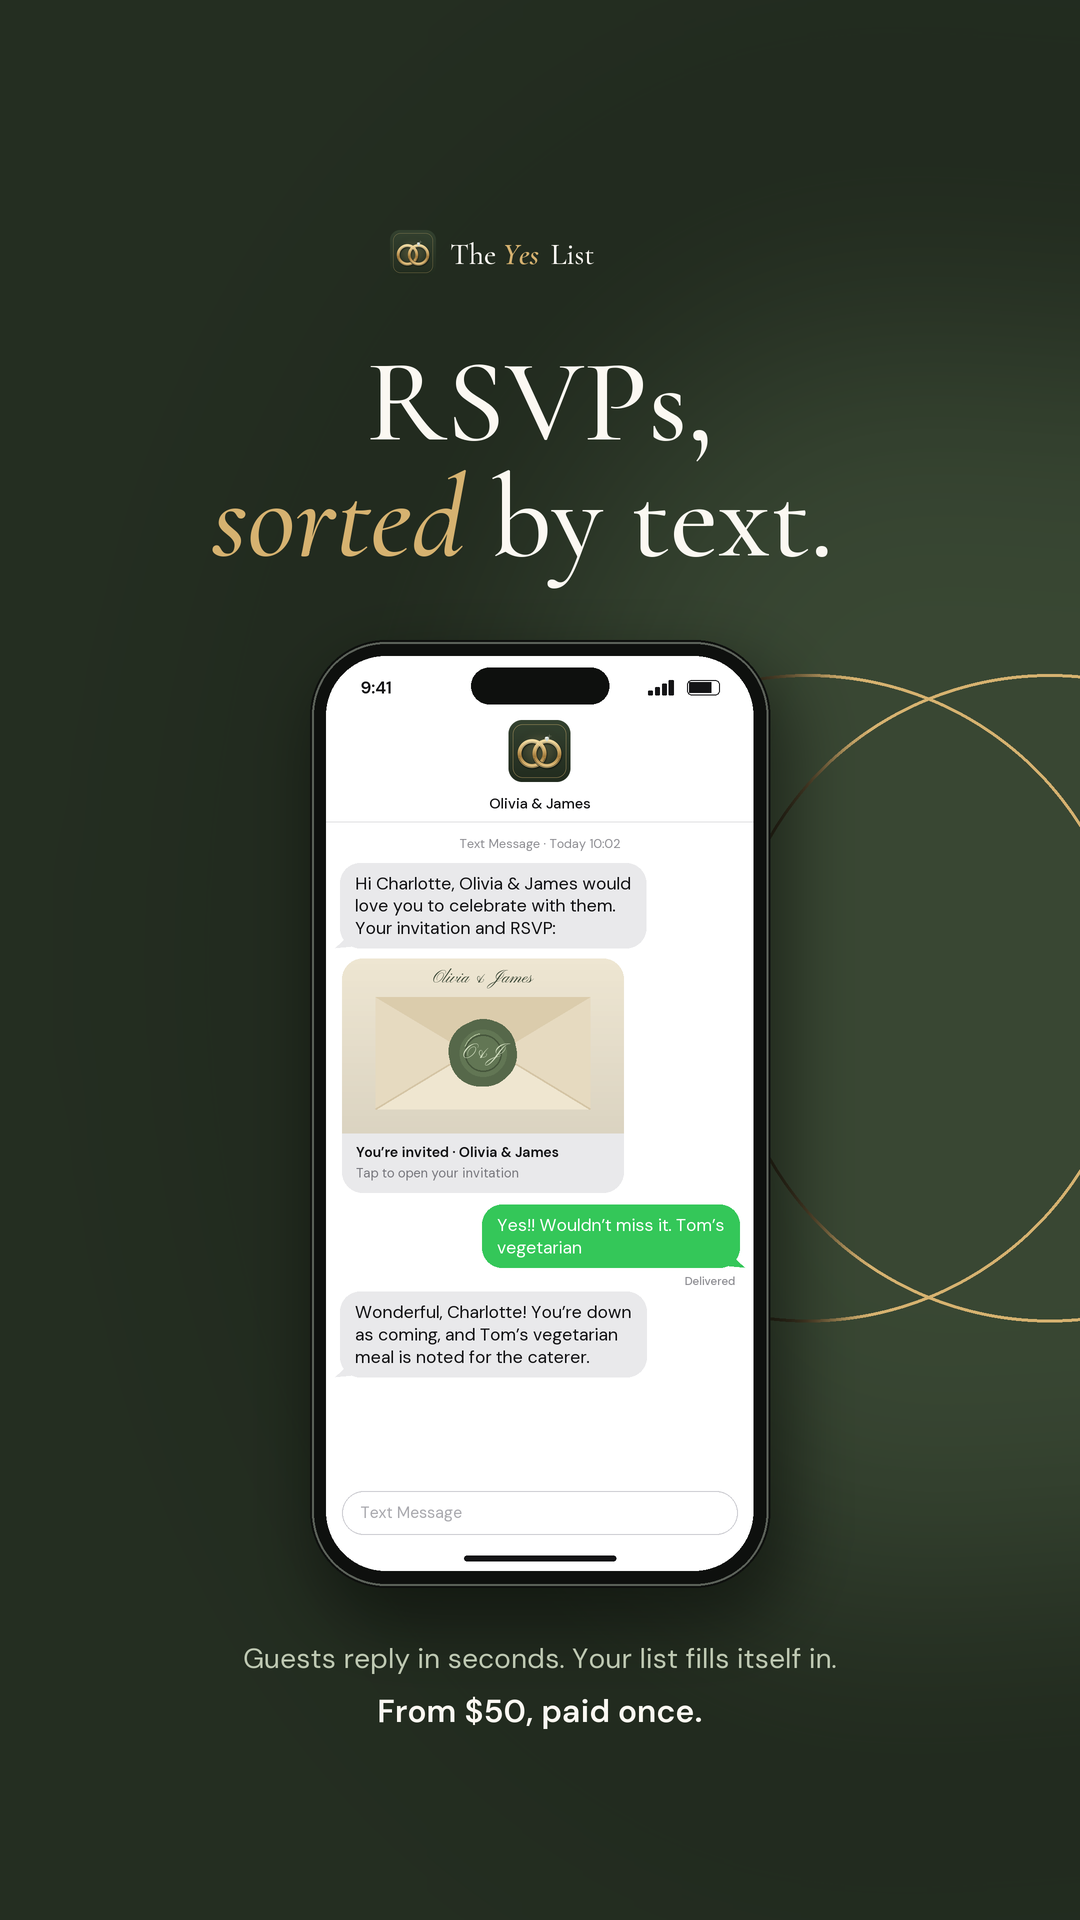 The Yes List
RSVPs,
sorted by text.
9:41
Olivia & James
Text Message · Today 10:02
Hi Charlotte, Olivia & James would
love you to celebrate with them.
Your invitation and RSVP:
Olivia & James
O & J
You're invited · Olivia & James
Tap to open your invitation
Yes!! Wouldn't miss it. Tom's
vegetarian
Delivered
Wonderful, Charlotte! You're down
as coming, and Tom's vegetarian
meal is noted for the caterer.
Text Message
Guests reply in seconds. Your list fills itself in.
From $50, paid once.